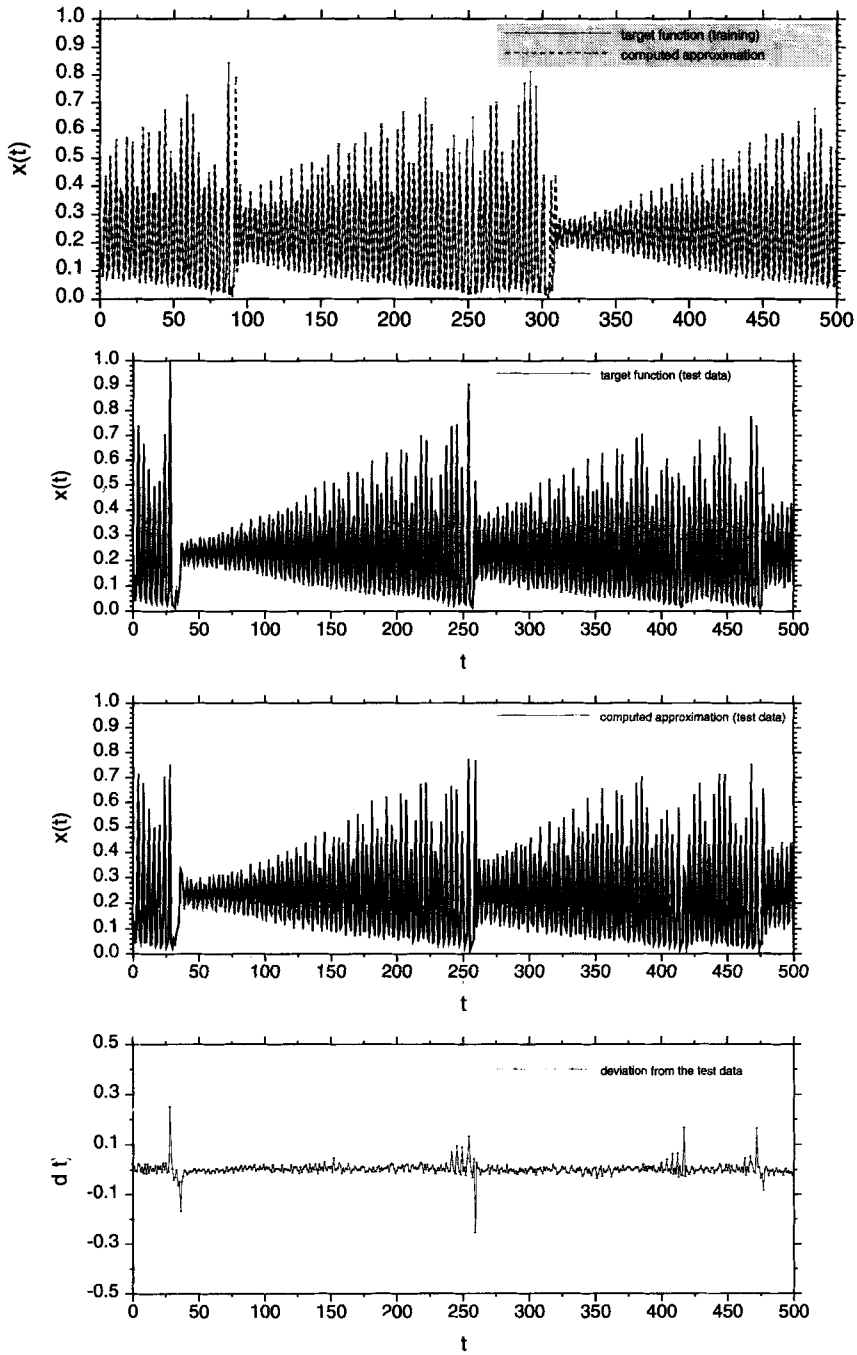 target function (training)
computed approximation
1.0
0.9
0.8
0.7
0.6
0.5
0.4
0.3
0.2
0.1
0.0
x(t)
0 50 100 150 200 250 300 350 400 450 500
target function (test data)
1.0
0.9
0.8
0.7
0.6
0.5
0.4
0.3
0.2
0.1
0.0
x(t)
0 50 100 150 200 250 300 350 400 450 500
t
computed approximation (test data)
1.0
0.9
0.8
0.7
0.6
0.5
0.4
0.3
0.2
0.1
0.0
x(t)
0 50 100 150 200 250 300 350 400 450 500
t
deviation from the test data
0.5
0.3
0.1
-0.1
-0.3
-0.5
d t
0 50 100 150 200 250 300 350 400 450 500
t